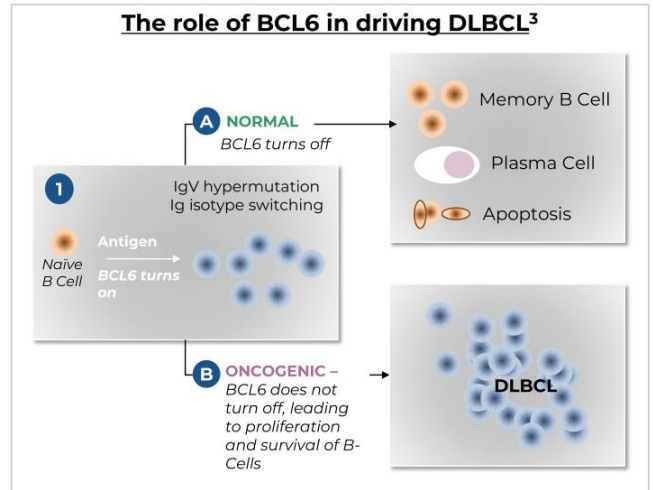 The role of BCL6 in driving DLBCL³
A NORMAL
BCL6 turns off
Memory B Cell
Plasma Cell
Apoptosis
1
IgV hypermutation
Ig isotype switching
Antigen
Naïve
B Cell
BCL6 turns
on
B ONCOGENIC –
BCL6 does not
turn off, leading
to proliferation
and survival of B-
Cells
DLBCL